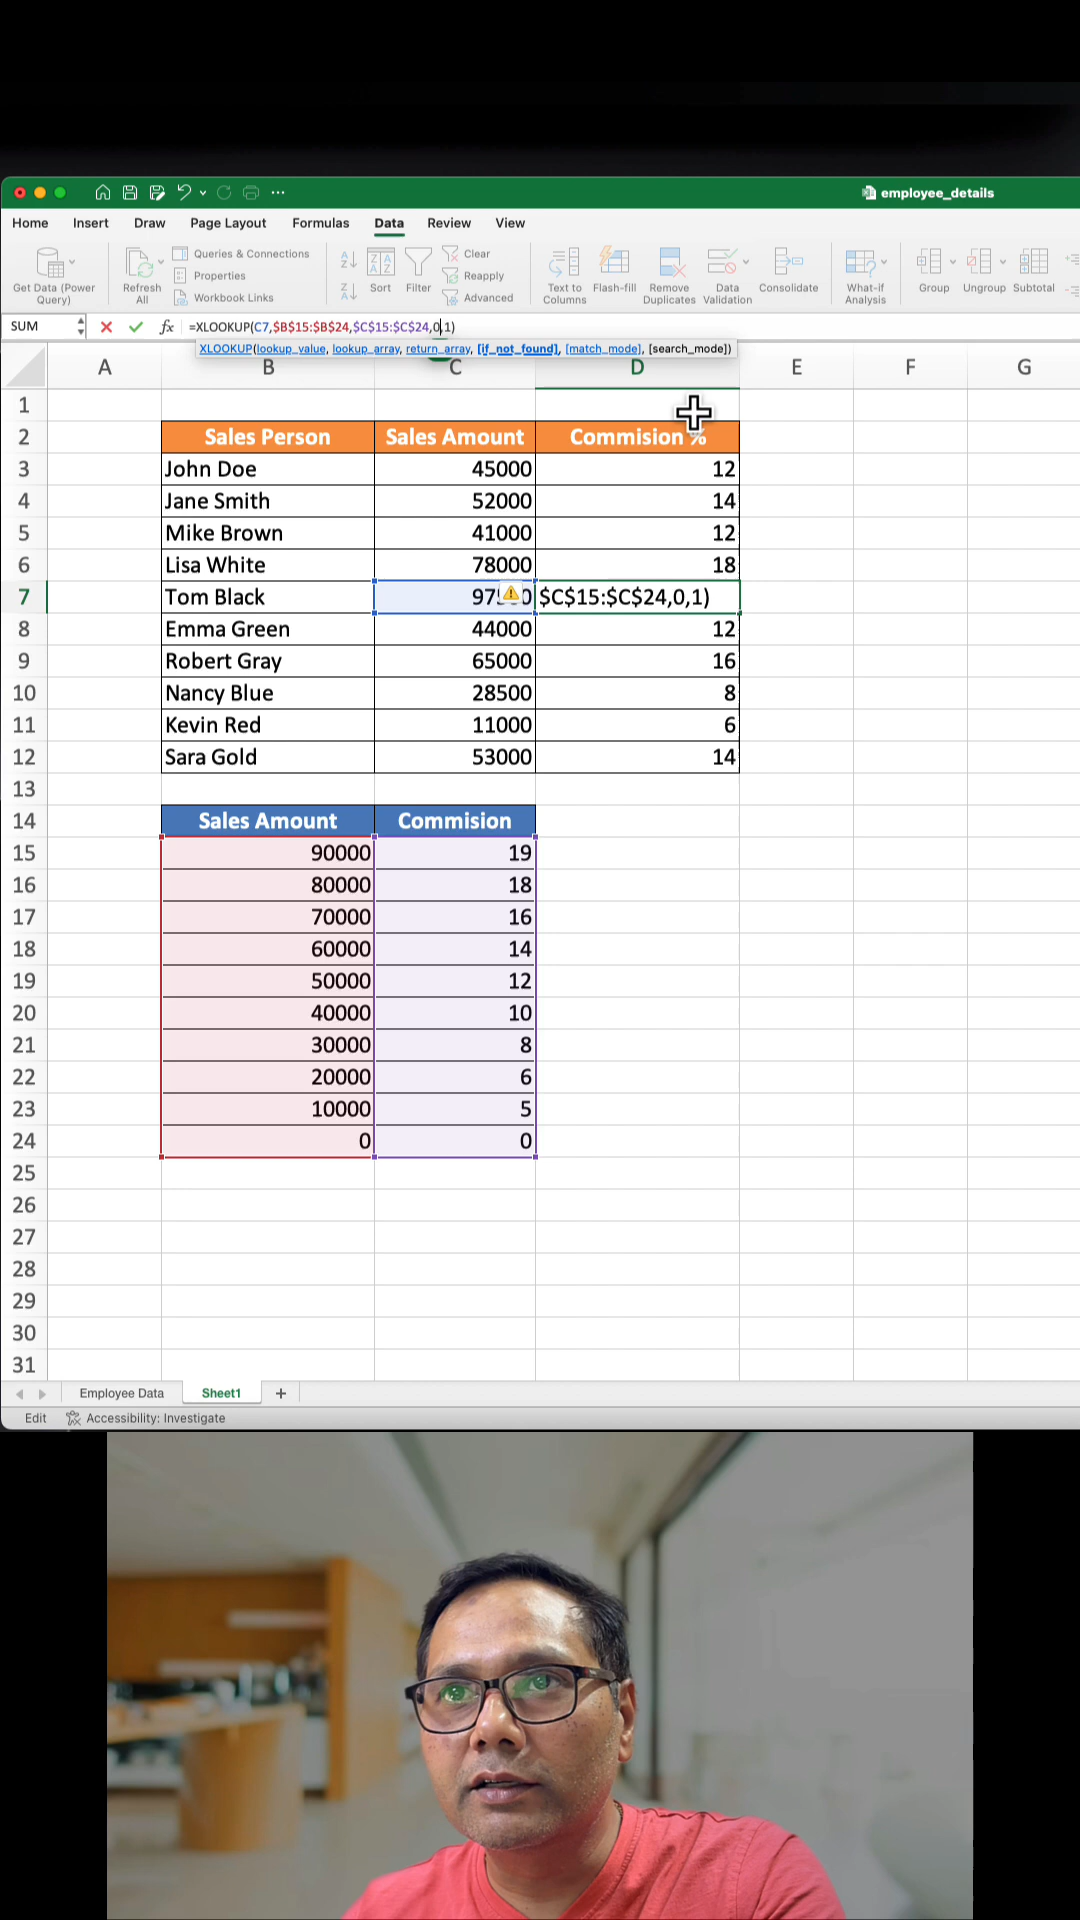 employee_details
Home Insert Draw Page Layout Formulas Data Review View
Get Data (Power Query)
Refresh All
Queries & Connections
Properties
Workbook Links
Sort
Filter
Clear
Reapply
Advanced
Text to Columns
Flash-fill
Remove Duplicates
Data Validation
Consolidate
What-if Analysis
Group
Ungroup
Subtotal
SUM fx =XLOOKUP(C7,$B$15:$B$24,$C$15:$C$24,0,1)
XLOOKUP(lookup_value, lookup_array, return_array, [if_not_found], [match_mode], [search_mode])
A B C D E F G
1
2 Sales Person Sales Amount Commision %
3 John Doe 45000 12
4 Jane Smith 52000 14
5 Mike Brown 41000 12
6 Lisa White 78000 18
7 Tom Black $C$15:$C$24,0,1)
8 Emma Green 44000 12
9 Robert Gray 65000 16
10 Nancy Blue 28500 8
11 Kevin Red 11000 6
12 Sara Gold 53000 14
13
14 Sales Amount Commision
15 90000 19
16 80000 18
17 70000 16
18 60000 14
19 50000 12
20 40000 10
21 30000 8
22 20000 6
23 10000 5
24 0 0
25
26
27
28
29
30
31
Employee Data Sheet1 +
Edit Accessibility: Investigate